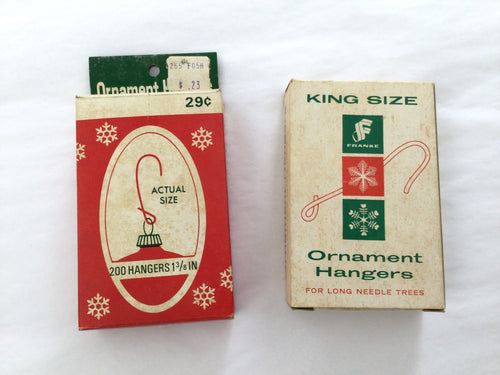 $ .23
Ornament
29¢
ACTUAL
SIZE
200 HANGERS 1 3/8 IN
KING SIZE
F
FRANKE
Ornament
Hangers
FOR LONG NEEDLE TREES